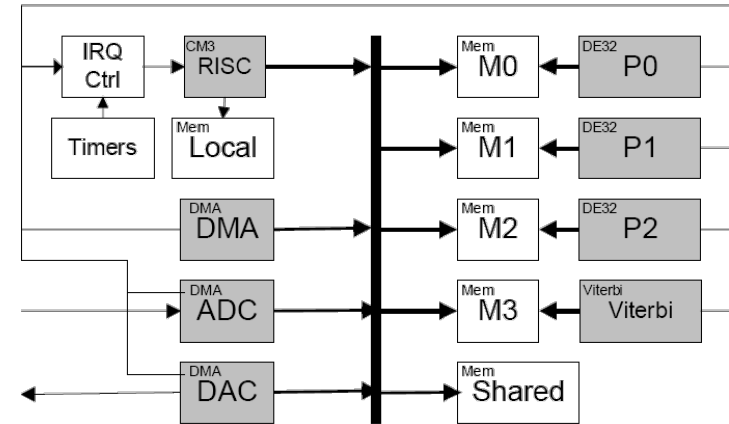 IRQ
Ctrl
CM3
RISC
Mem
M0
DE32
P0
Timers
Mem
Local
Mem
M1
DE32
P1
DMA
DMA
Mem
M2
DE32
P2
DMA
ADC
Mem
M3
Viterbi
Viterbi
DMA
DAC
Mem
Shared